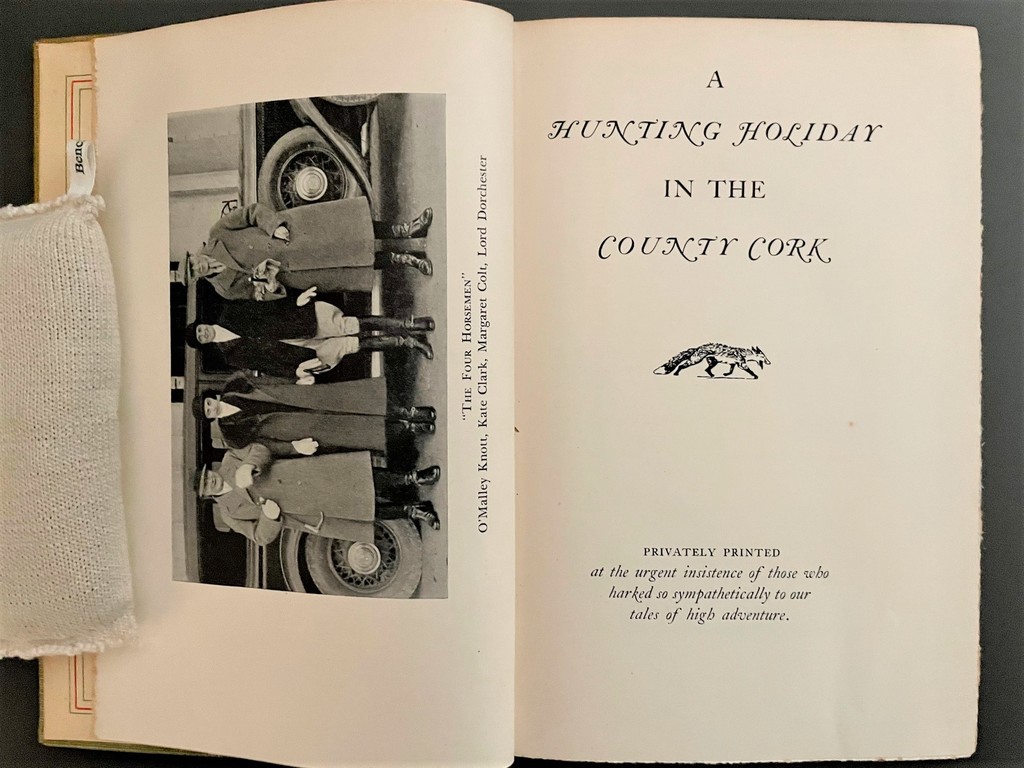 "The Four Horsemen"
O'Malley Knott, Kate Clark, Margaret Colt, Lord Dorchester
A
HUNTING HOLIDAY
IN THE
COUNTY CORK
PRIVATELY PRINTED
at the urgent insistence of those who
harked so sympathetically to our
tales of high adventure.